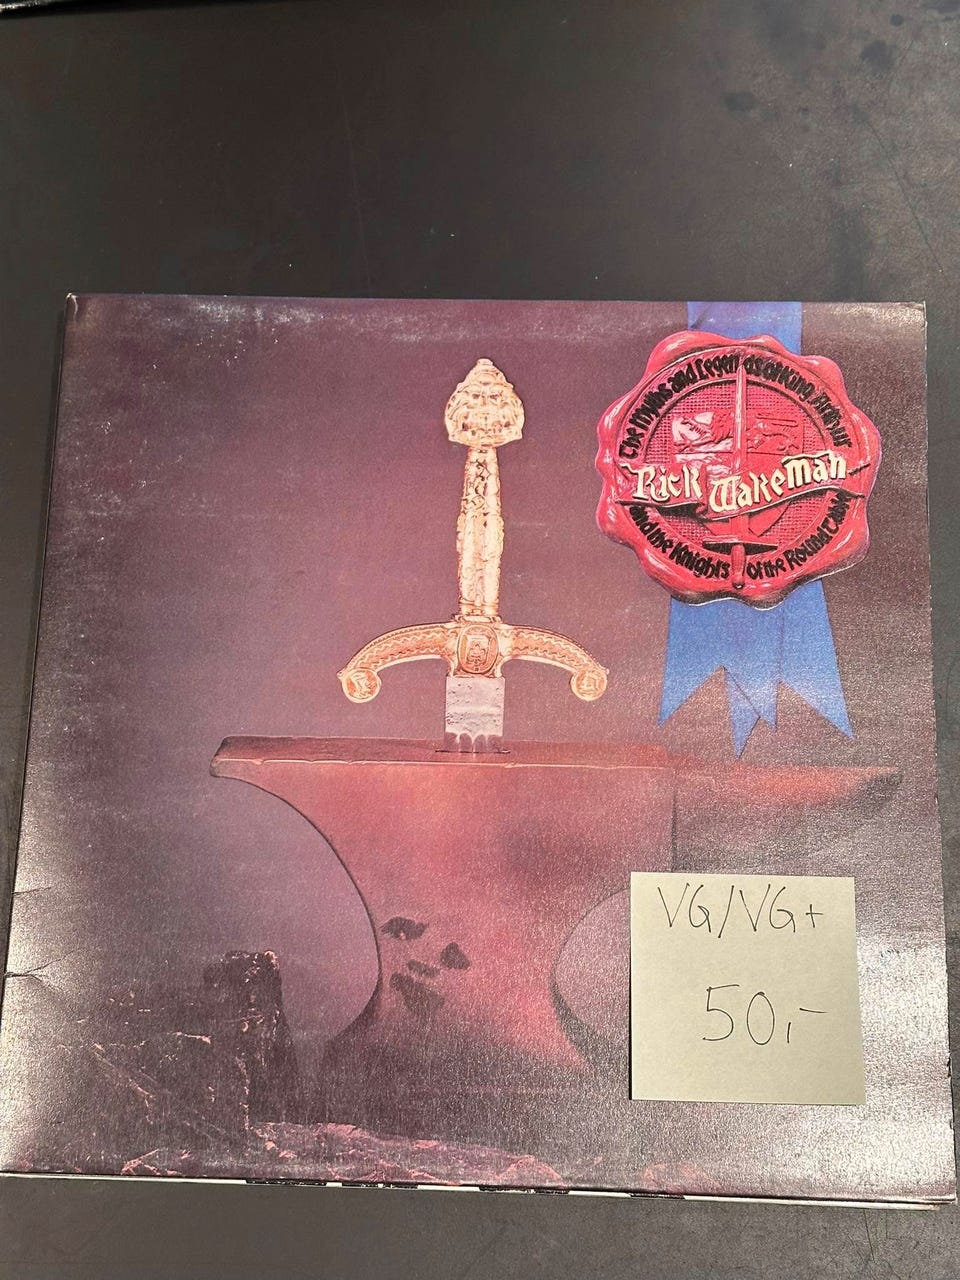 The Myths and Legends of King Arthur
Rick Wakeman
and the Knights of the Round Table
VG/VG+
50,-